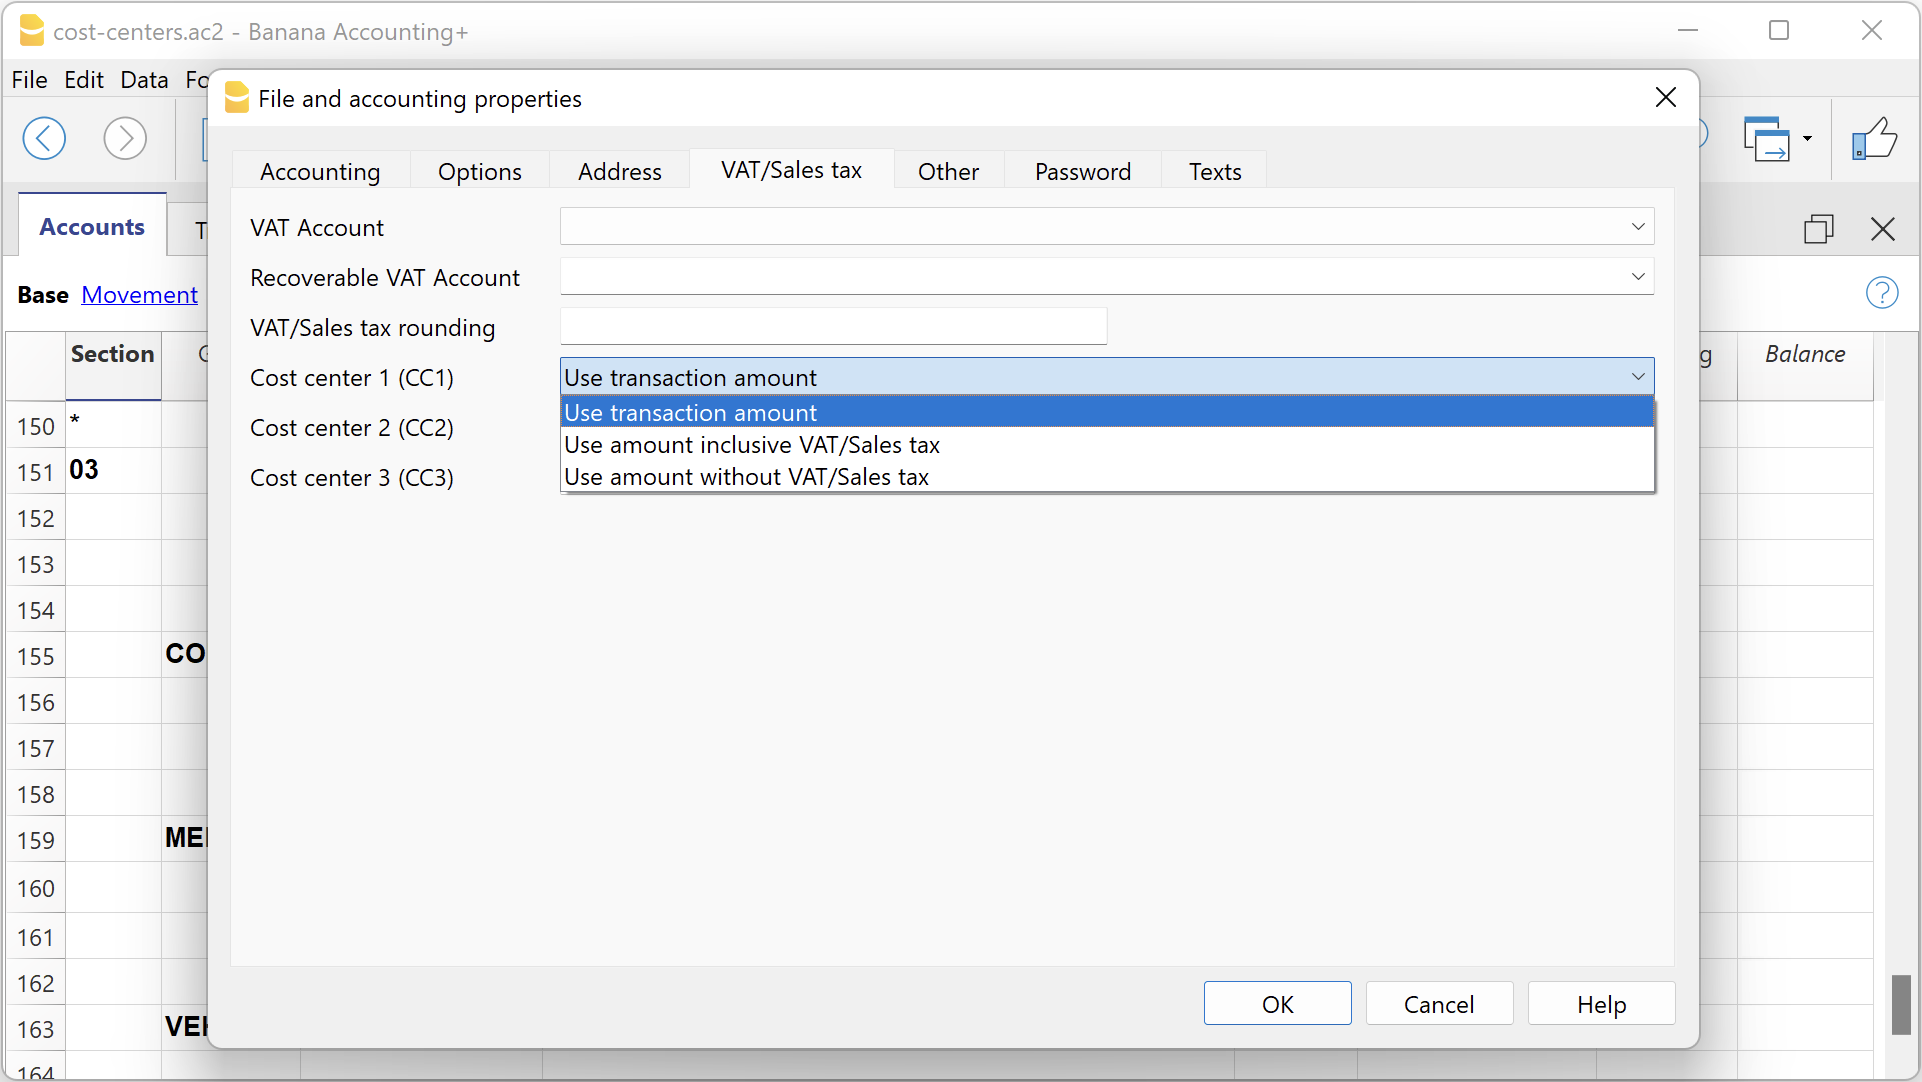 cost-centers.ac2 - Banana Accounting+
File Edit Data Fo
File and accounting properties
Accounting Options Address VAT/Sales tax Other Password Texts
Accounts T
VAT Account
Recoverable VAT Account
Base Movement
VAT/Sales tax rounding
Section G g Balance
Cost center 1 (CC1) Use transaction amount
Use transaction amount
150 *
Cost center 2 (CC2)
Use amount inclusive VAT/Sales tax
151 03
Cost center 3 (CC3)
Use amount without VAT/Sales tax
152
153
154
155 CO
156
157
158
159 ME
160
161
162
OK Cancel Help
163 VEH
164